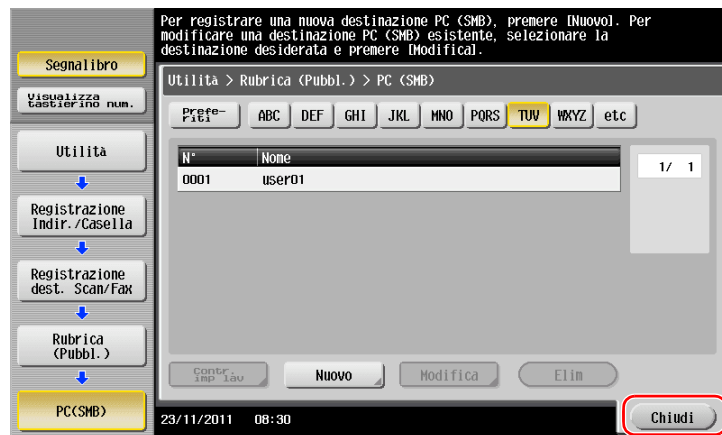 Per registrare una nuova destinazione PC (SMB), premere [Nuovo]. Per
modificare una destinazione PC (SMB) esistente, selezionare la
destinazione desiderata e premere [Modifica].
Segnalibro
Visualizza
tastierino num.
Utilità
Registrazione
Indir./Casella
Registrazione
dest. Scan/Fax
Rubrica
(Pubbl.)
PC(SMB)
Utilità > Rubrica (Pubbl.) > PC (SMB)
Prefe-
riti
ABC DEF GHI JKL MNO PQRS TUV WXYZ etc
N° Nome
0001 user01
1/ 1
Contr.
imp lav
Nuovo Modifica Elim
23/11/2011 08:30
Chiudi